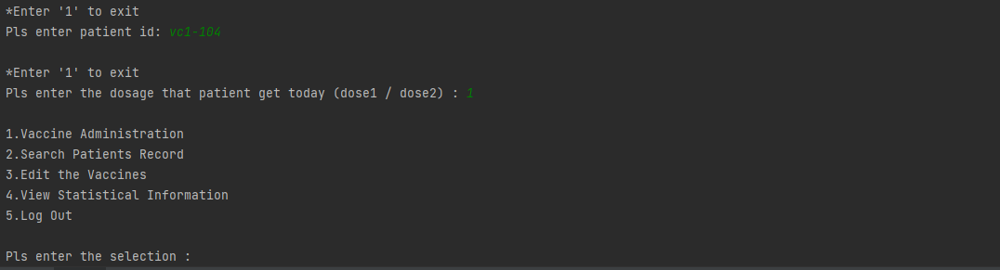 *Enter '1' to exit
Pls enter patient id: vc1-104
*Enter '1' to exit
Pls enter the dosage that patient get today (dose1 / dose2) : 1
1.Vaccine Administration
2.Search Patients Record
3.Edit the Vaccines
4.View Statistical Information
5.Log Out
Pls enter the selection :